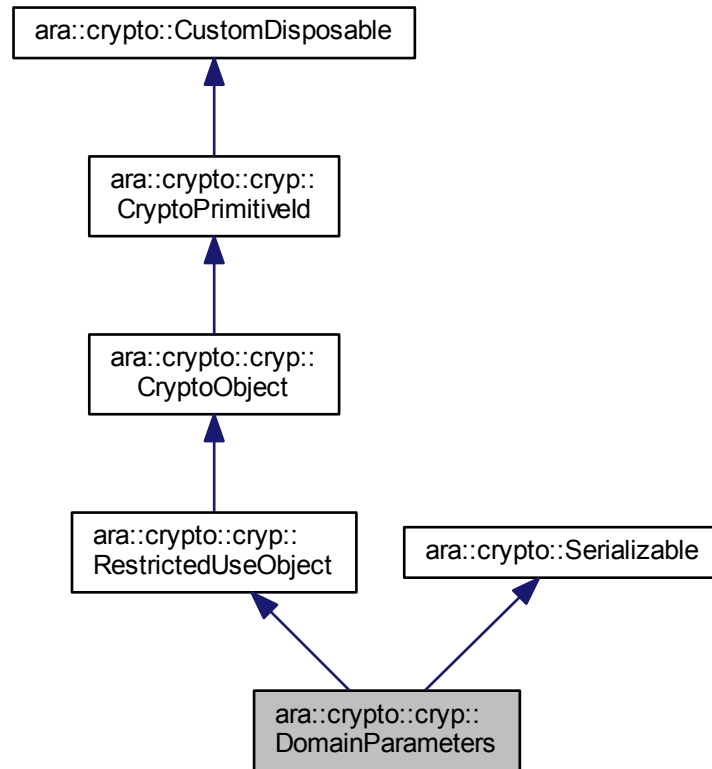 ara::crypto::CustomDisposable
ara::crypto::cryp::
CryptoPrimitiveId
ara::crypto::cryp::
CryptoObject
ara::crypto::cryp::
RestrictedUseObject
ara::crypto::Serializable
ara::crypto::cryp::
DomainParameters